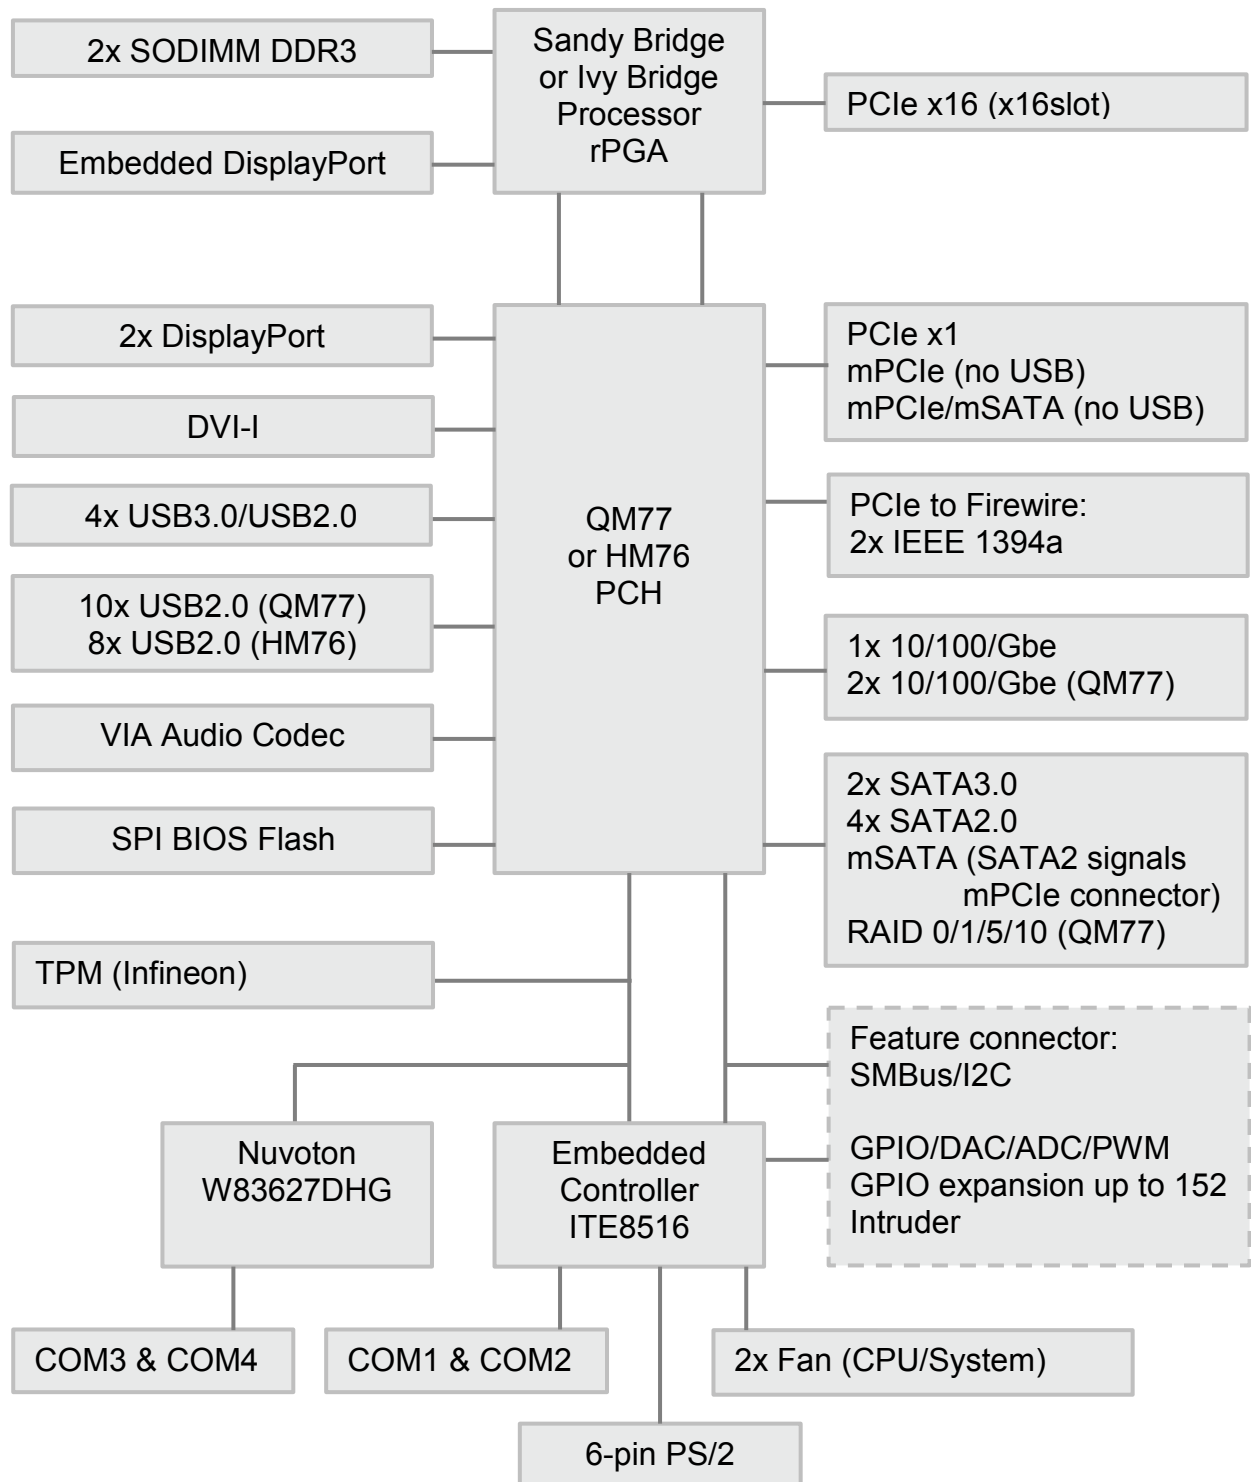 2x SODIMM DDR3
Sandy Bridge
or Ivy Bridge
Processor
rPGA
PCIe x16 (x16slot)
Embedded DisplayPort
2x DisplayPort
DVI-I
4x USB3.0/USB2.0
10x USB2.0 (QM77)
8x USB2.0 (HM76)
VIA Audio Codec
SPI BIOS Flash
QM77
or HM76
PCH
PCIe x1
mPCIe (no USB)
mPCIe/mSATA (no USB)
PCIe to Firewire:
2x IEEE 1394a
1x 10/100/Gbe
2x 10/100/Gbe (QM77)
2x SATA3.0
4x SATA2.0
mSATA (SATA2 signals
mPCIe connector)
RAID 0/1/5/10 (QM77)
TPM (Infineon)
Feature connector:
SMBus/I2C
GPIO/DAC/ADC/PWM
GPIO expansion up to 152
Intruder
Nuvoton
W83627DHG
Embedded
Controller
ITE8516
COM3 & COM4
COM1 & COM2
2x Fan (CPU/System)
6-pin PS/2